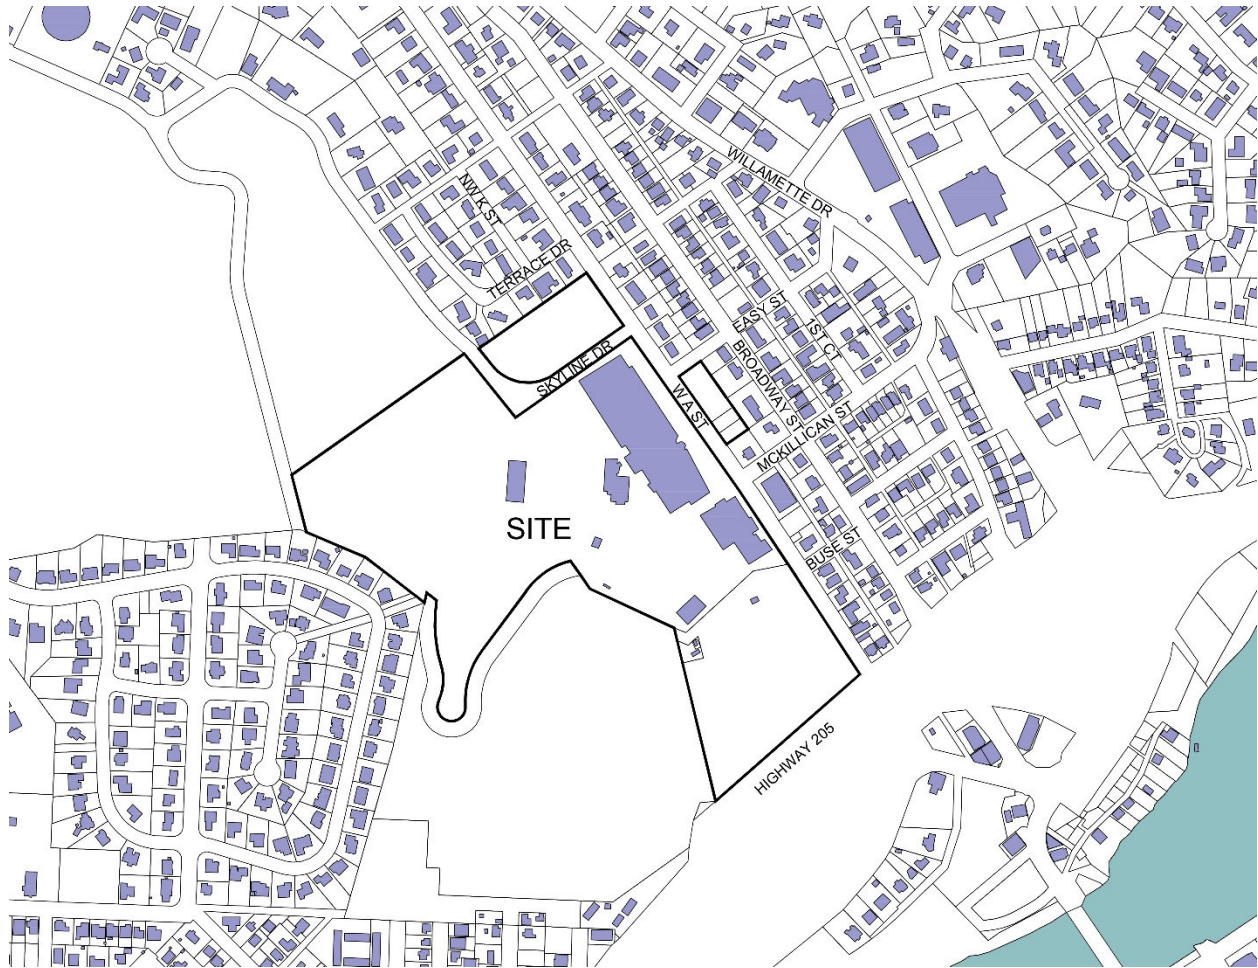 WILLAMETTE DR
NW K ST
TERRACE DR
EASY ST
1ST CT
SKYLINE DR
BROADWAY ST
W A ST
MCKILLICAN ST
SITE
BUSE ST
HIGHWAY 205